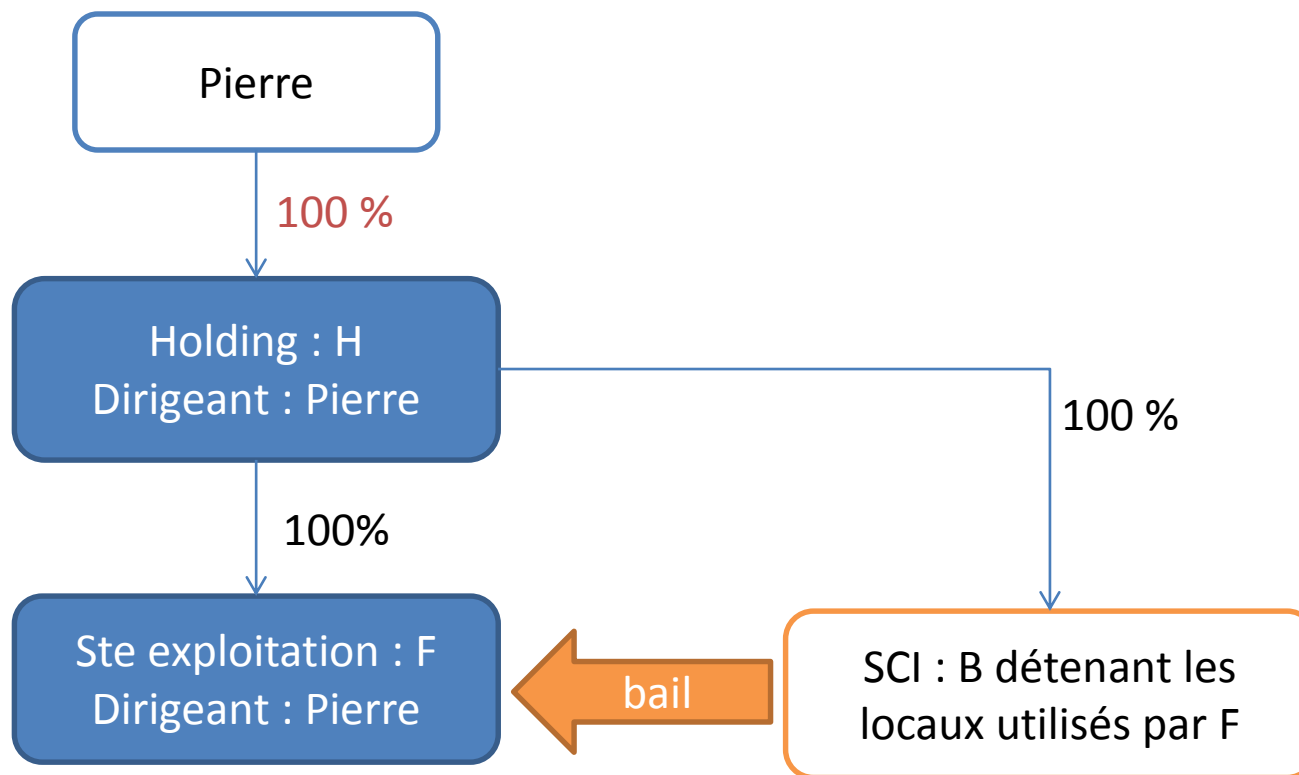 Pierre
100 %
Holding : H
Dirigeant : Pierre
100 %
100%
Ste exploitation : F
Dirigeant : Pierre
bail
SCI : B détenant les
locaux utilisés par F